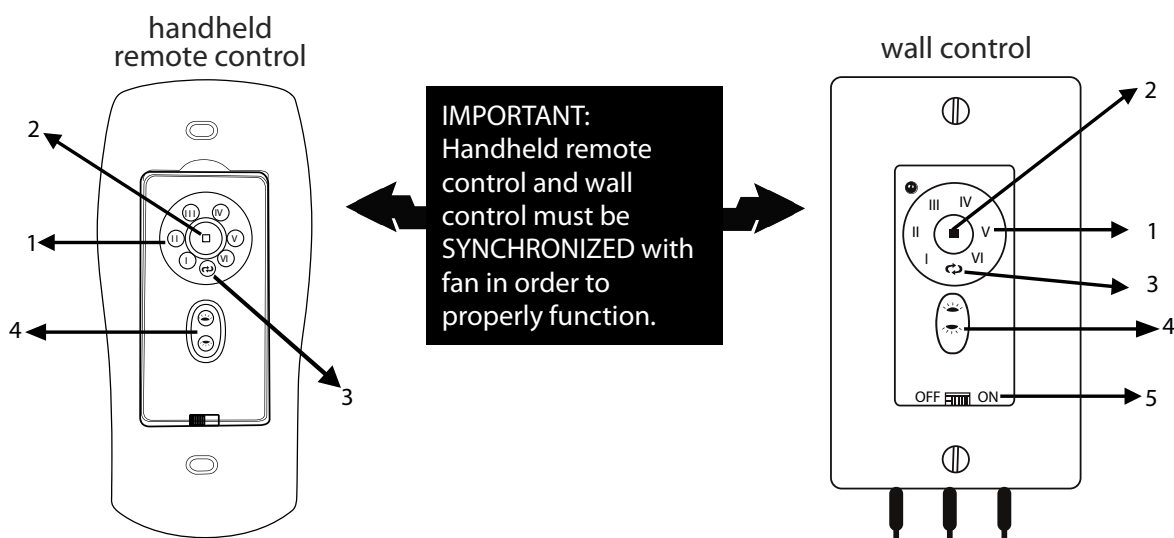 handheld
remote control
2
1
4
3
III IV
II V
I VI
IMPORTANT:
Handheld remote
control and wall
control must be
SYNCHRONIZED with
fan in order to
properly function.
wall control
2
III IV
II V
I VI
1
3
4
OFF ON
5